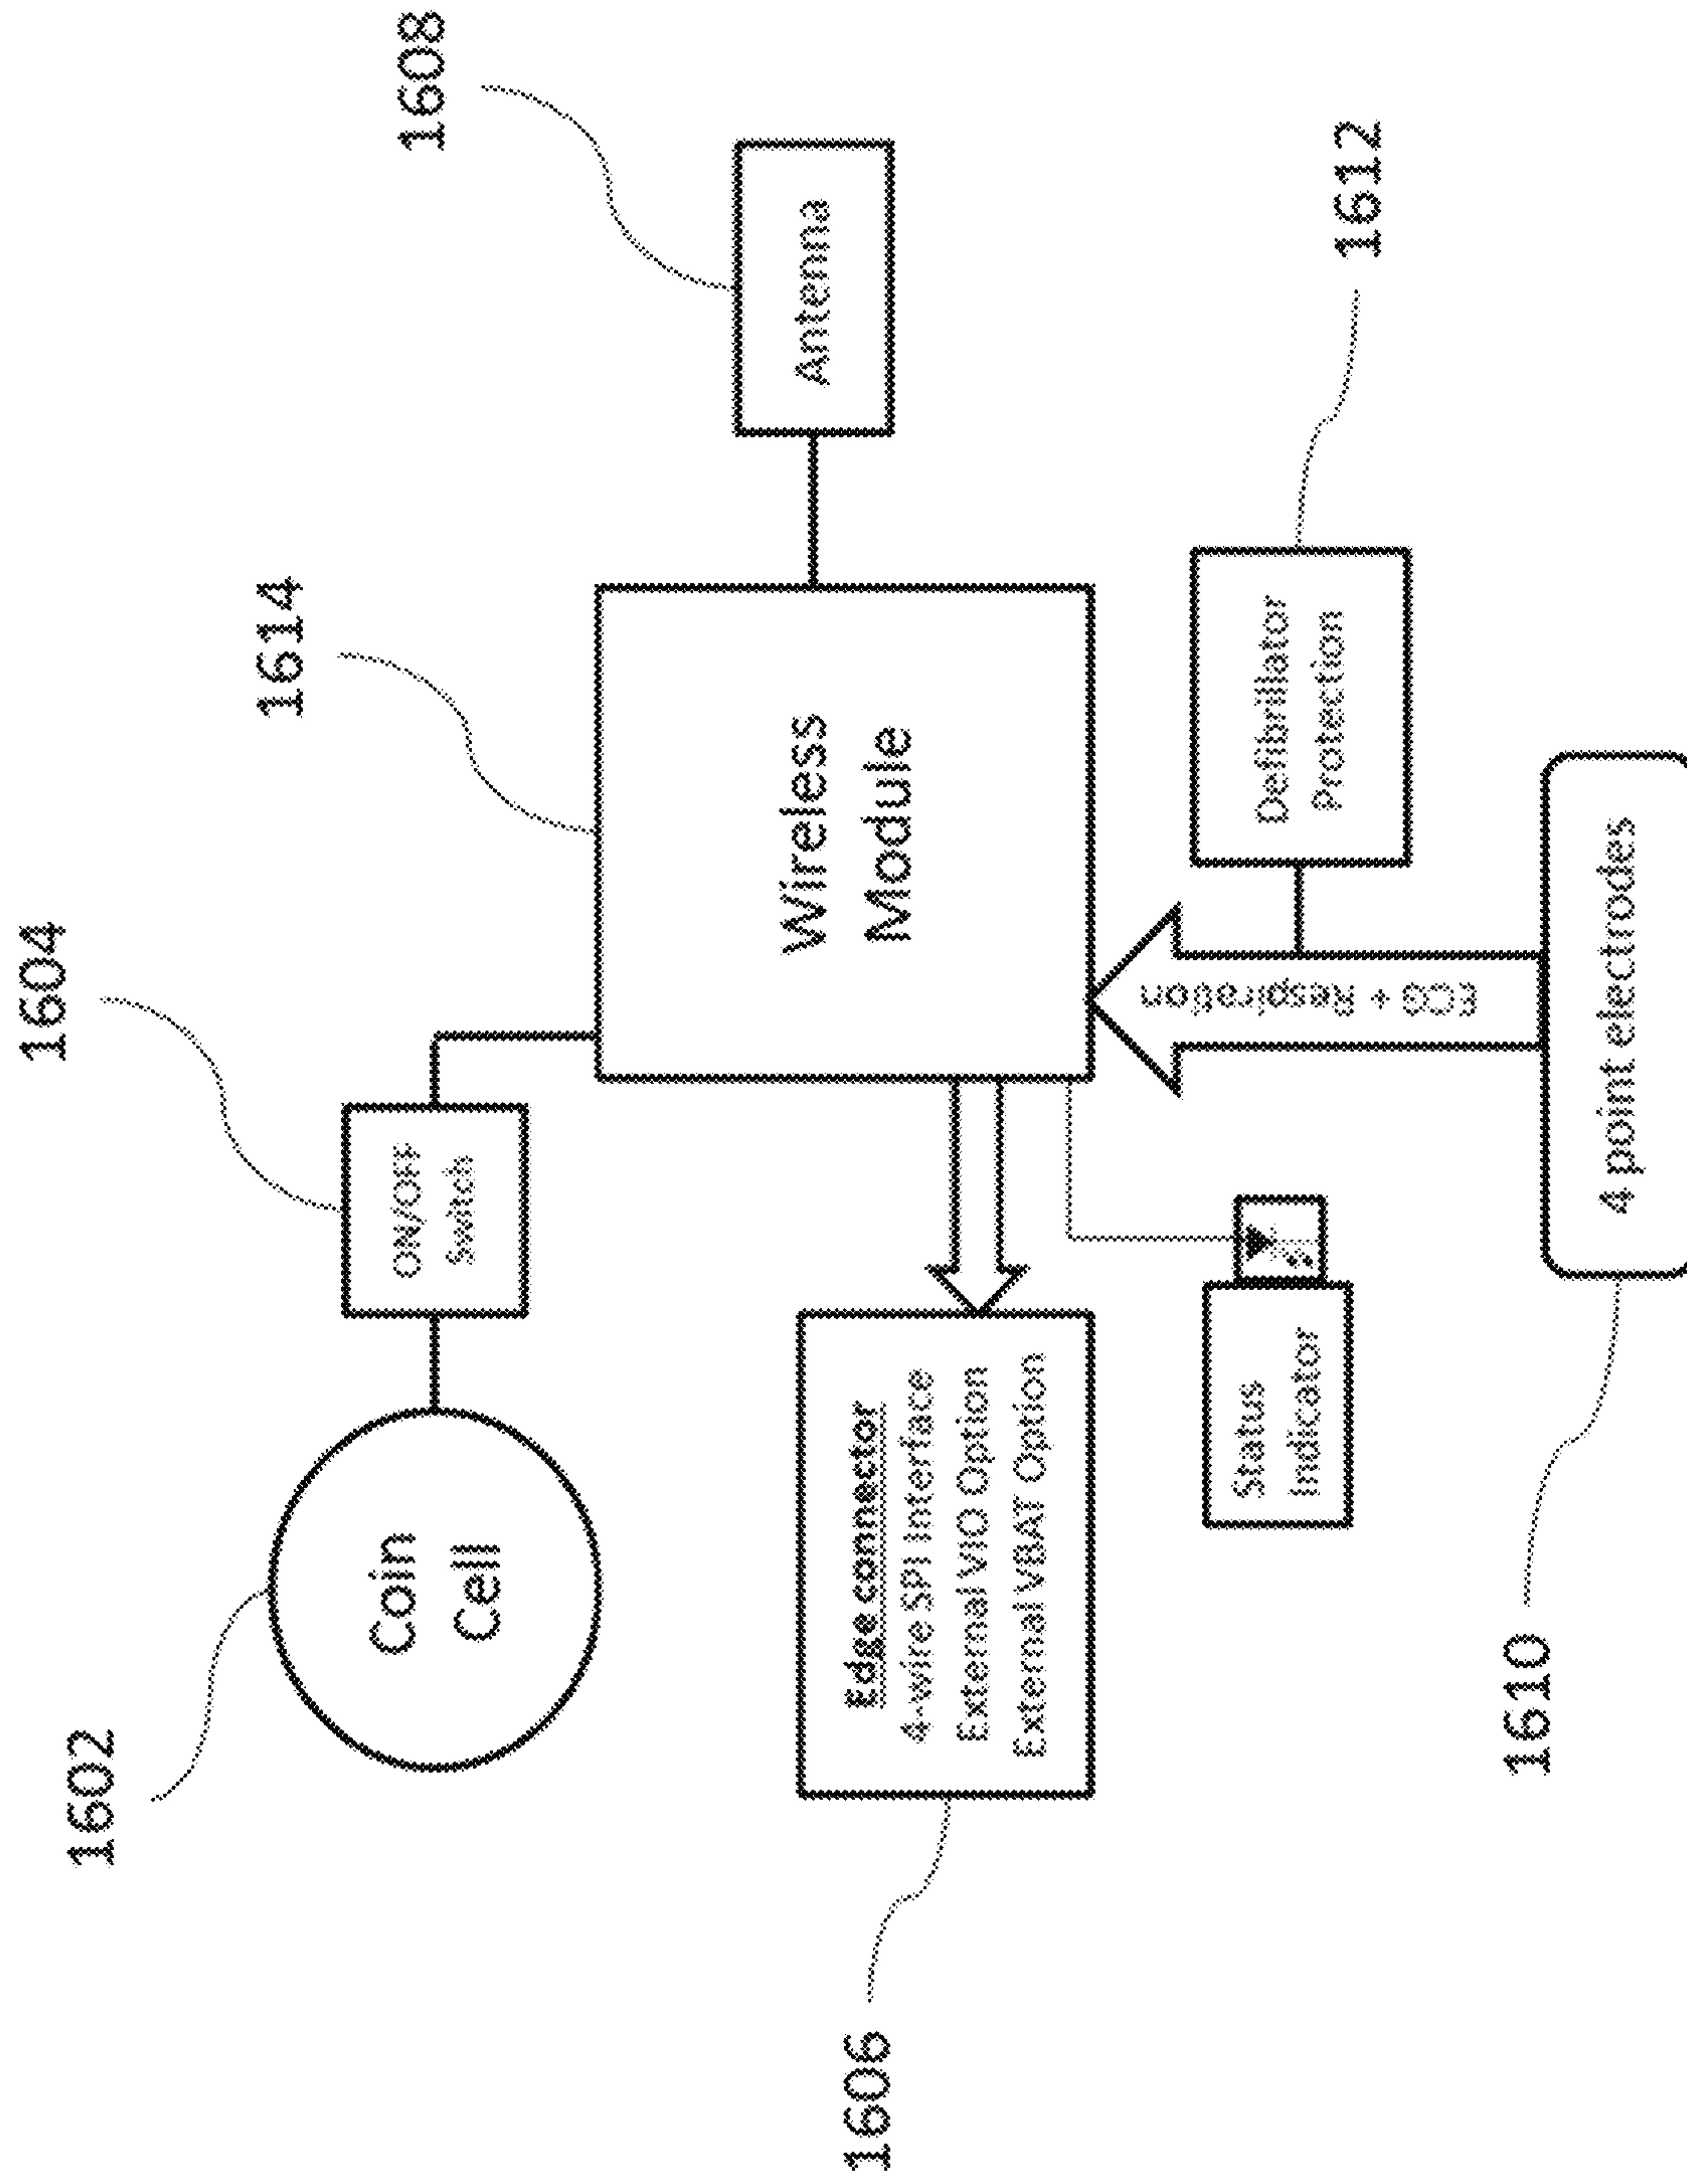 1602
1604
1614
1608
Coin
Cell
ON/OFF
Switch
Wireless
Module
Antenna
1606
Edge connector
4-wire SPI Interface
External VIO Option
External VBAT Option
Status
Indicator
ECG + Respiration
Defibrillator
Protection
1612
1610
4 point electrodes